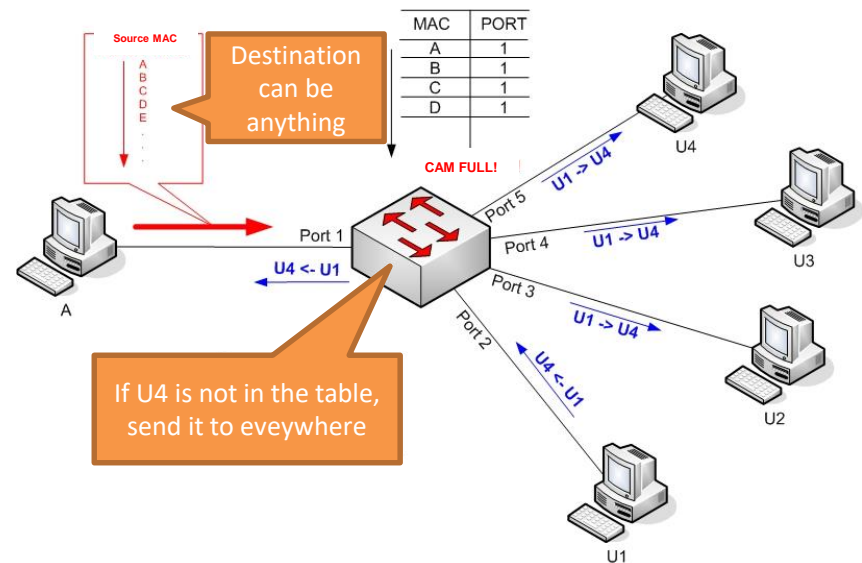 Source MAC
A
B
C
D
E
.
.
.
Destination
can be
anything
MAC PORT
A 1
B 1
C 1
D 1
CAM FULL!
Port 1
Port 5
Port 4
Port 3
Port 2
U1 -> U4
U1 -> U4
U1 -> U4
U4 <- U1
U4 <- U1
A
U4
U3
U2
U1
If U4 is not in the table,
send it to eveywhere